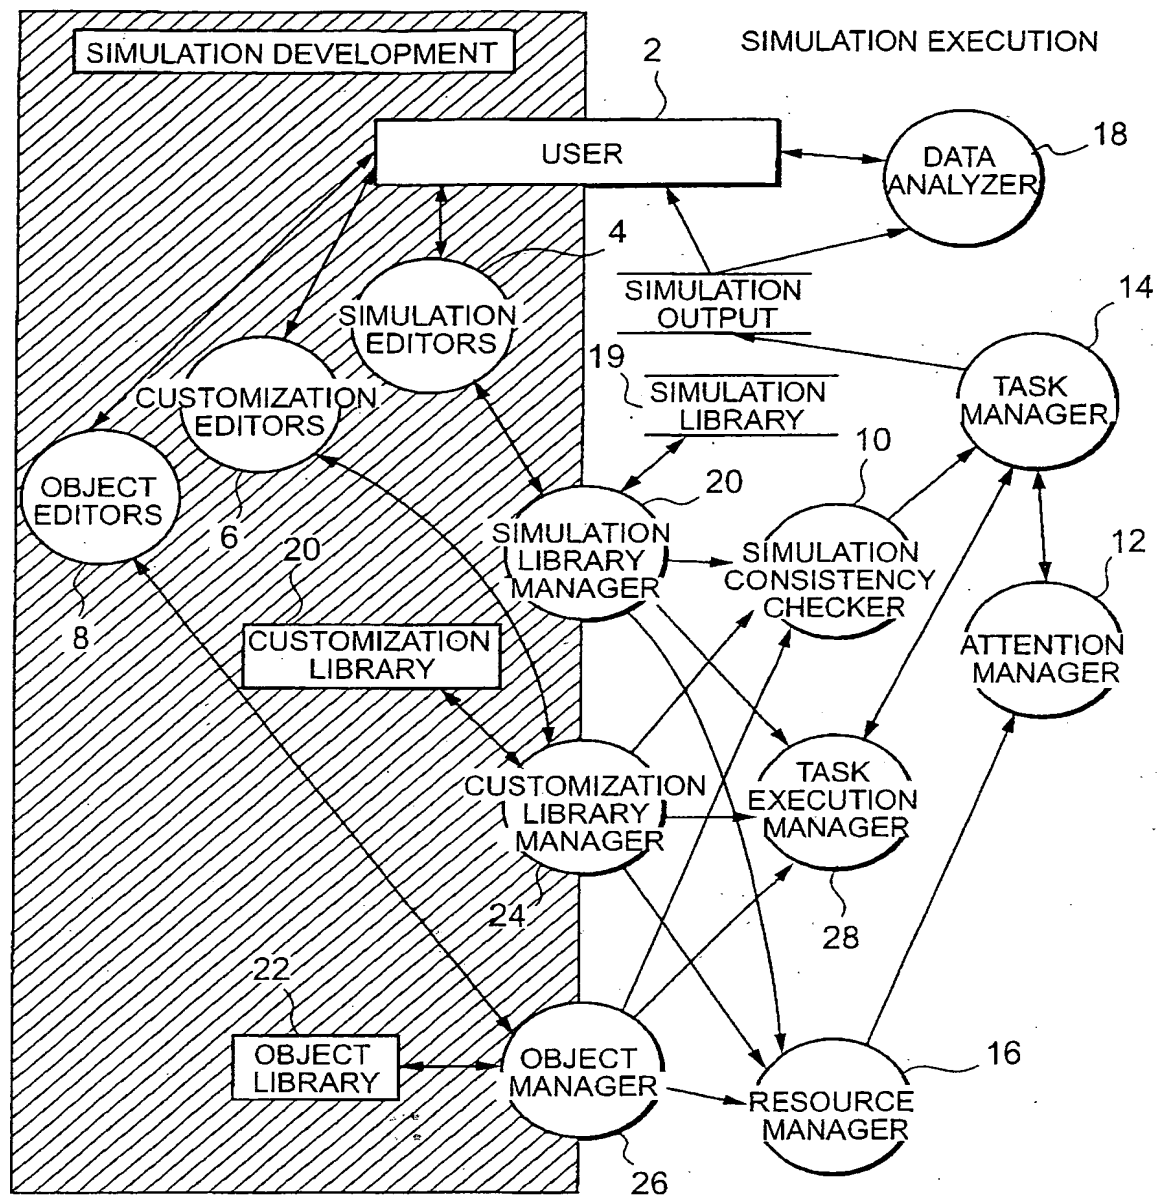 SIMULATION DEVELOPMENT
SIMULATION EXECUTION
2
USER
DATA
ANALYZER
18
4
SIMULATION
EDITORS
SIMULATION
OUTPUT
14
CUSTOMIZATION
EDITORS
19
SIMULATION
LIBRARY
TASK
MANAGER
OBJECT
EDITORS
6
20
8
SIMULATION
LIBRARY
MANAGER
20
10
SIMULATION
CONSISTENCY
CHECKER
12
CUSTOMIZATION
LIBRARY
ATTENTION
MANAGER
CUSTOMIZATION
LIBRARY
MANAGER
24
TASK
EXECUTION
MANAGER
28
22
OBJECT
LIBRARY
OBJECT
MANAGER
26
RESOURCE
MANAGER
16